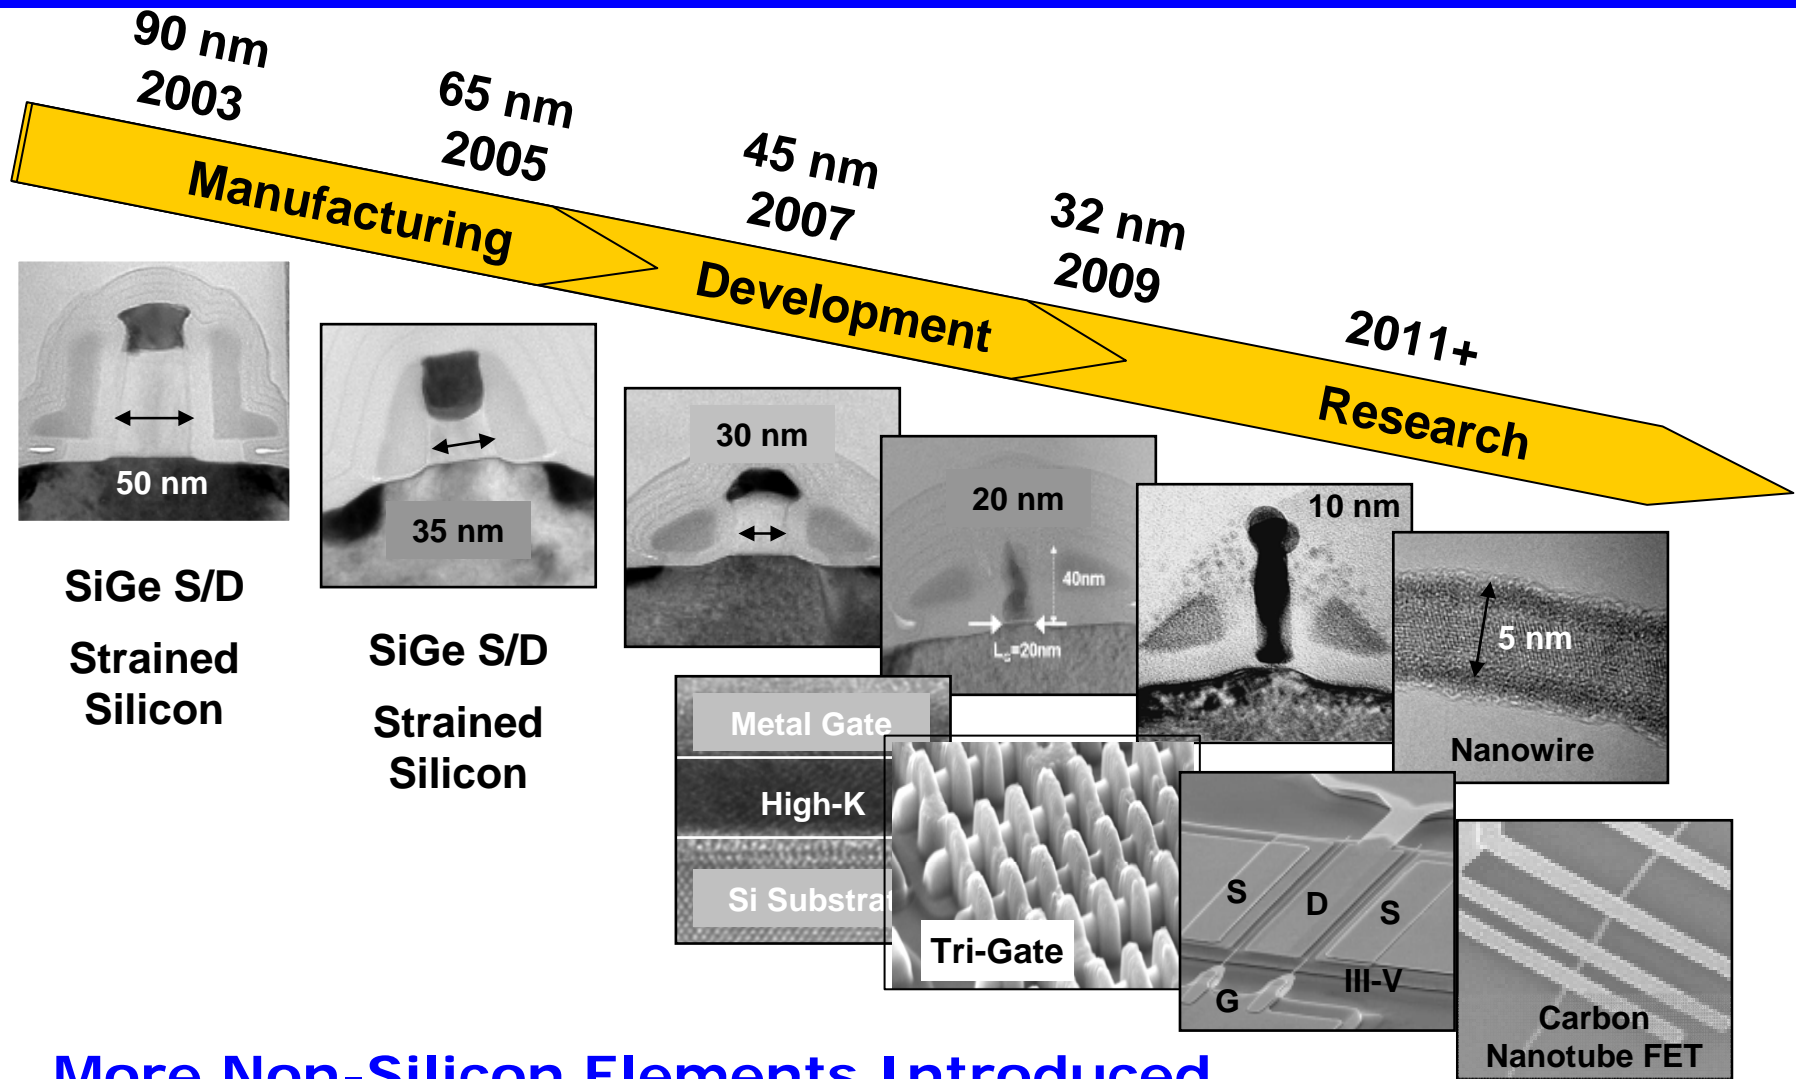 90 nm
2003
65 nm
2005
45 nm
2007
32 nm
2009
2011+
Manufacturing
Development
Research
50 nm
SiGe S/D
Strained
Silicon
35 nm
SiGe S/D
Strained
Silicon
30 nm
20 nm
40nm
LG=20nm
10 nm
5 nm
Nanowire
Metal Gate
High-K
Si Substrat
Tri-Gate
S
D
S
G
III-V
Carbon
Nanotube FET
More Non-Silicon Elements Introduced